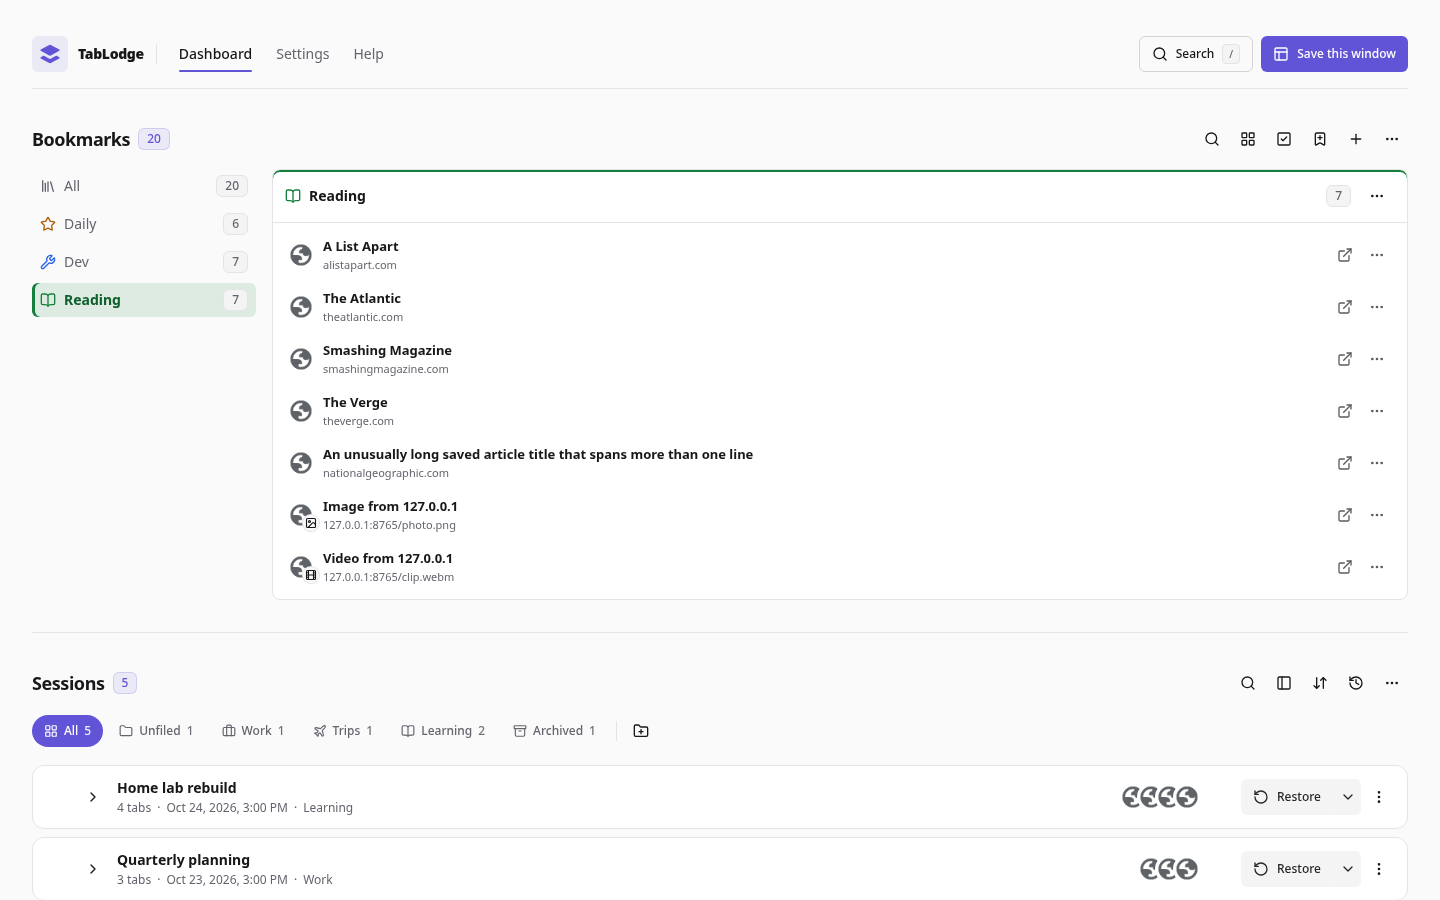 TabLodge
Dashboard
Settings
Help
Search /
Save this window
Bookmarks 20
All 20
Daily 6
Dev 7
Reading 7
Reading 7
A List Apart
alistapart.com
The Atlantic
theatlantic.com
Smashing Magazine
smashingmagazine.com
The Verge
theverge.com
An unusually long saved article title that spans more than one line
nationalgeographic.com
Image from 127.0.0.1
127.0.0.1:8765/photo.png
Video from 127.0.0.1
127.0.0.1:8765/clip.webm
Sessions 5
All 5
Unfiled 1
Work 1
Trips 1
Learning 2
Archived 1
Home lab rebuild
4 tabs · Oct 24, 2026, 3:00 PM · Learning
Restore
Quarterly planning
3 tabs · Oct 23, 2026, 3:00 PM · Work
Restore